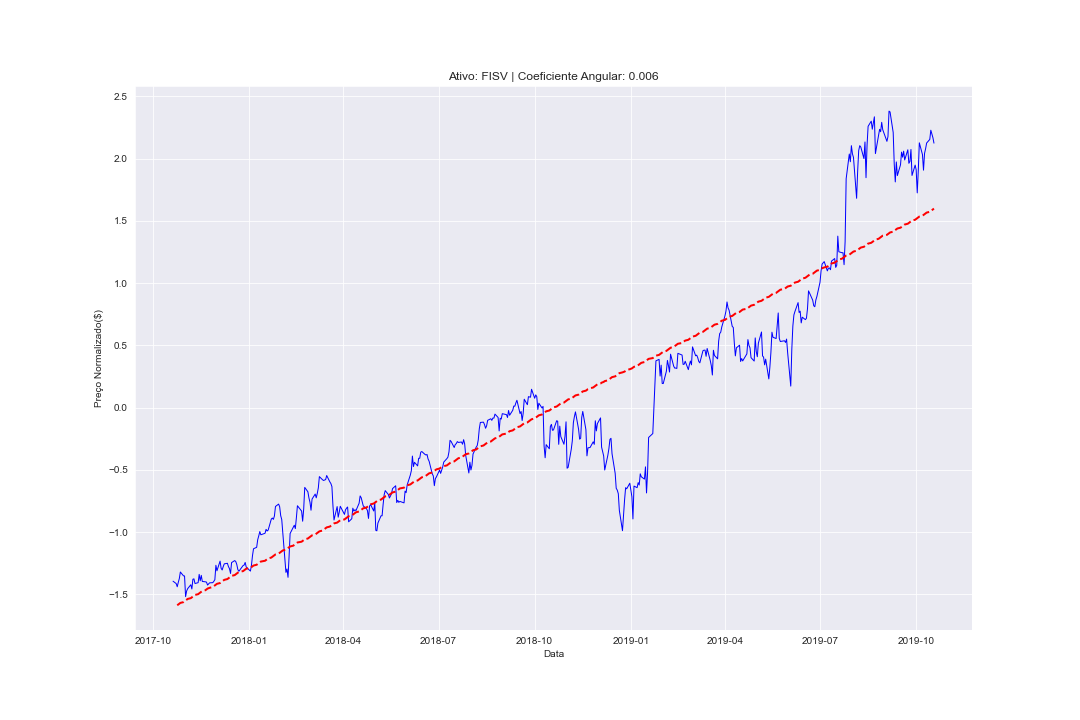 Ativo: FISV | Coeficiente Angular: 0.006
2.5
2.0
1.5
1.0
0.5
0.0
−0.5
−1.0
−1.5
Preço Normalizado($)
2017-10 2018-01 2018-04 2018-07 2018-10 2019-01 2019-04 2019-07 2019-10
Data